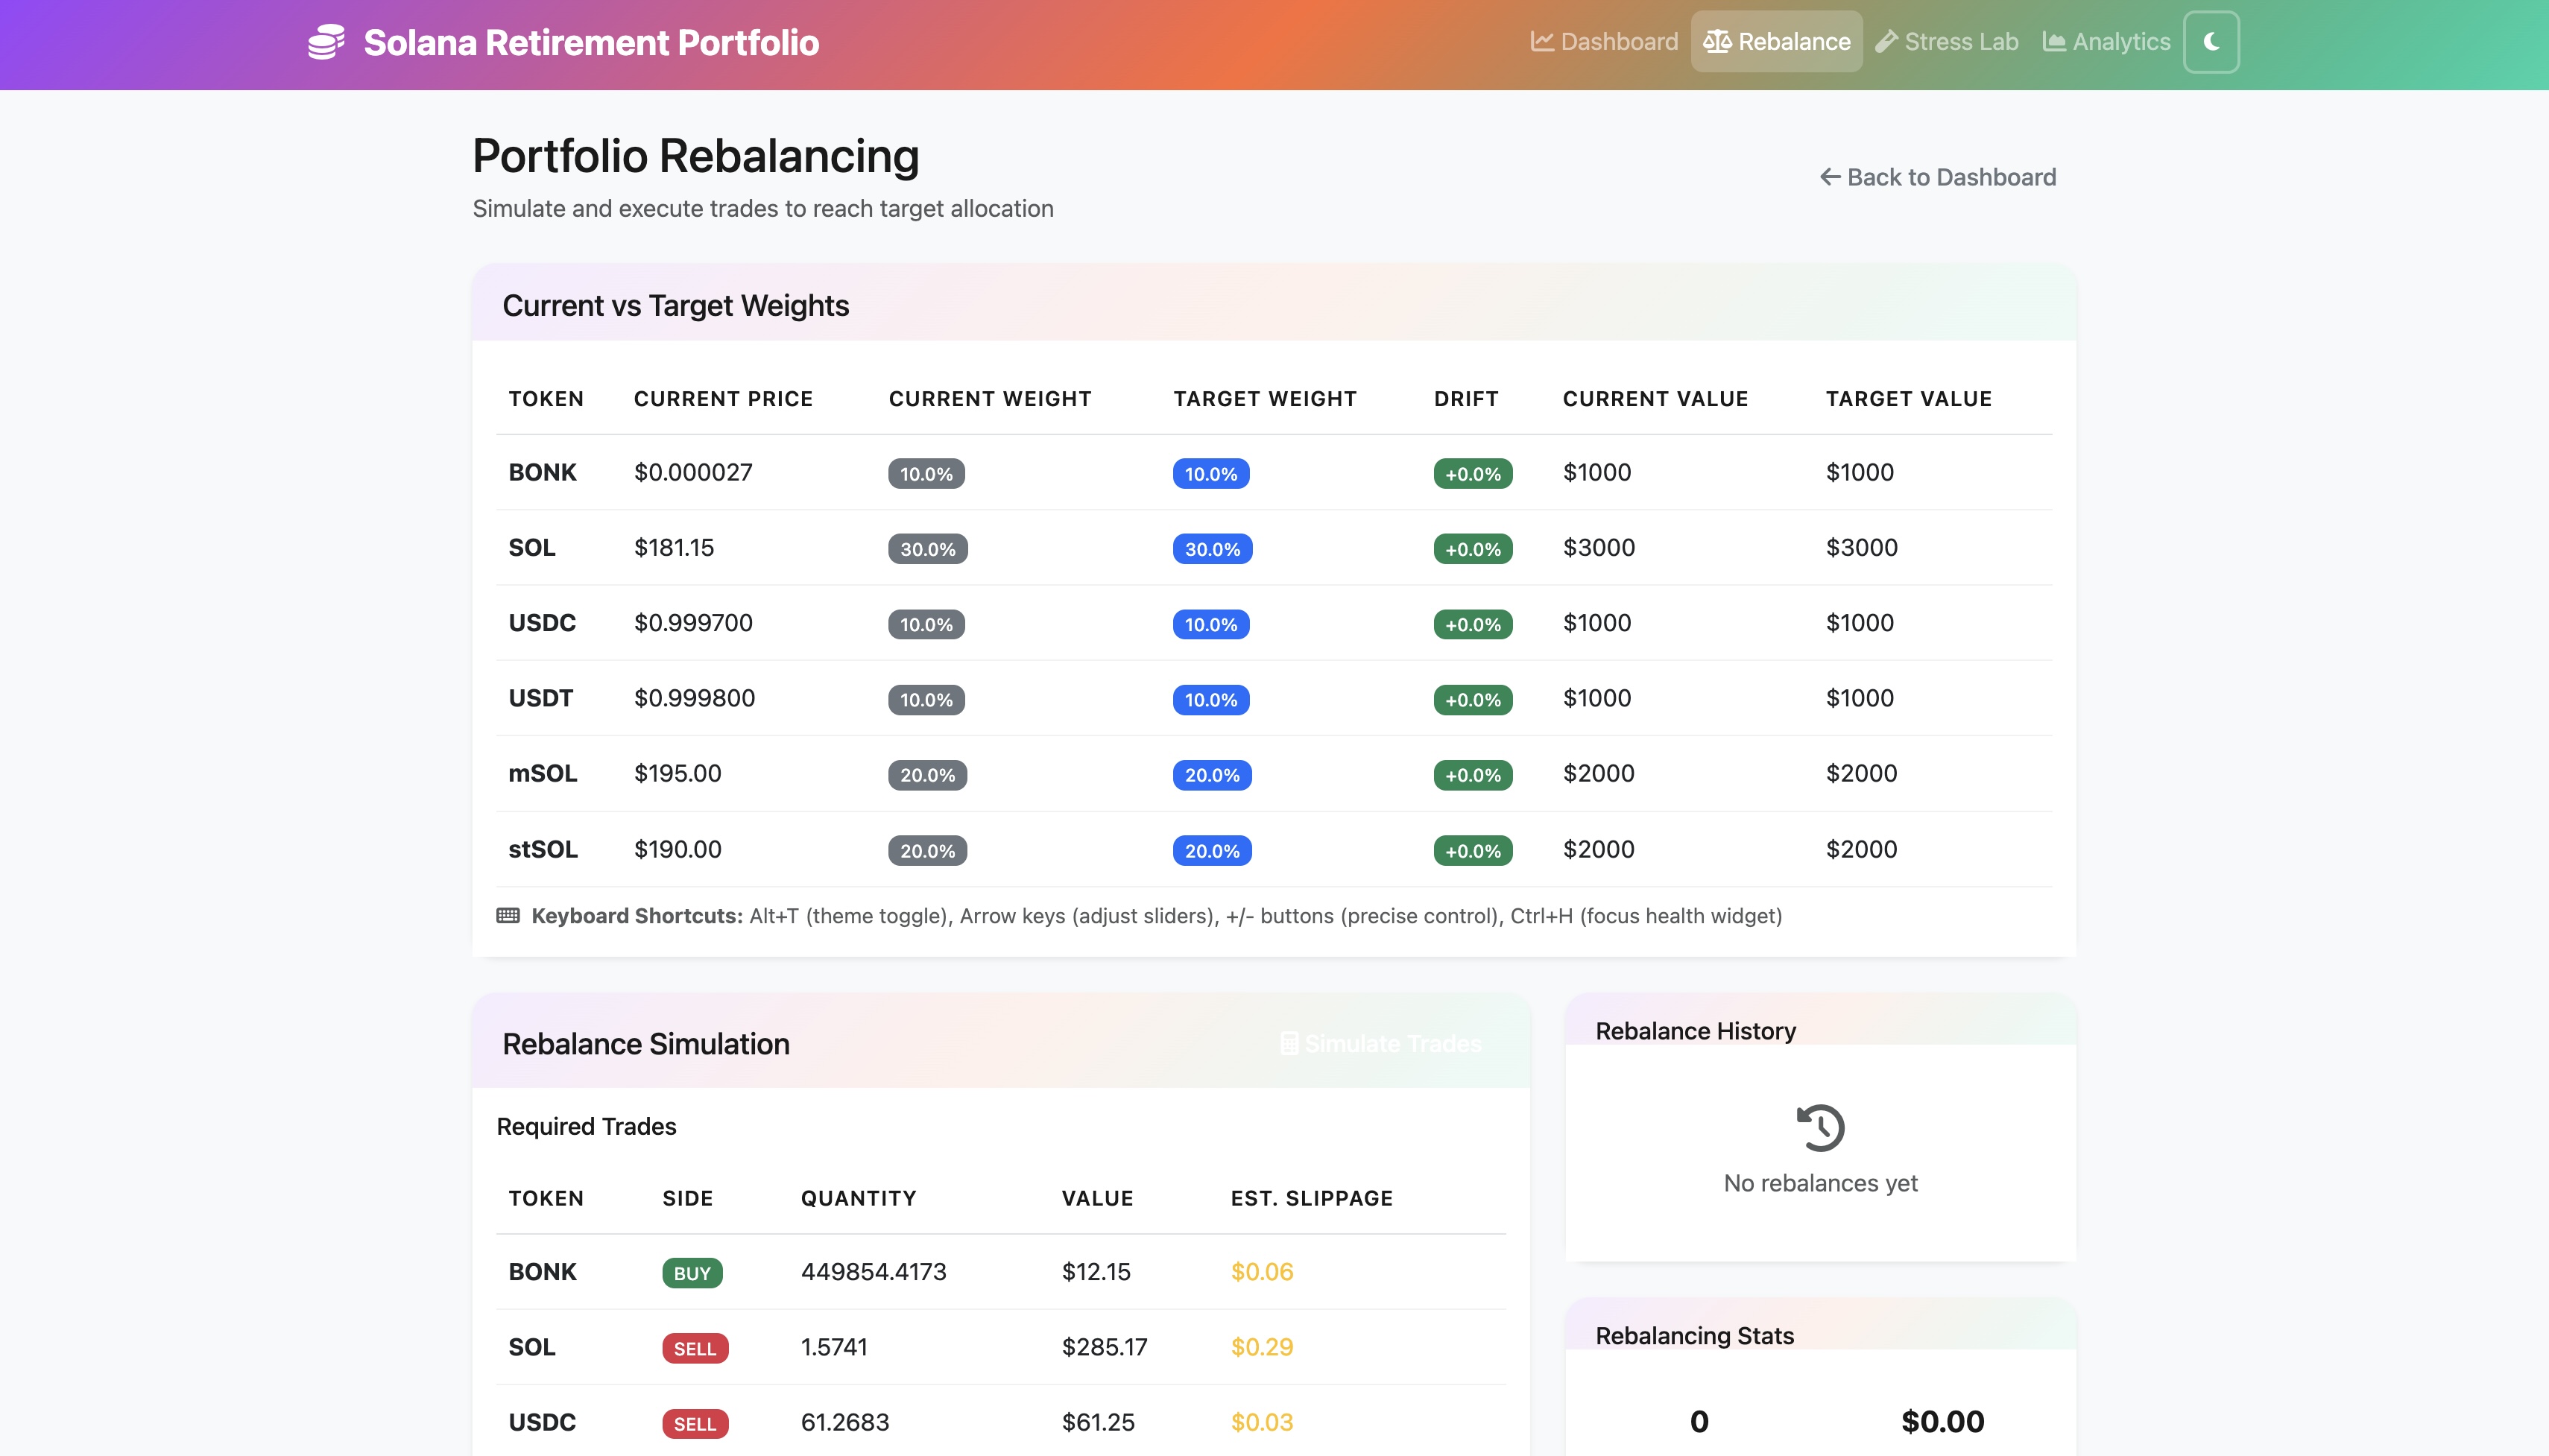 Solana Retirement Portfolio
Dashboard Rebalance Stress Lab Analytics
Portfolio Rebalancing
Simulate and execute trades to reach target allocation
Back to Dashboard
Current vs Target Weights
TOKEN CURRENT PRICE CURRENT WEIGHT TARGET WEIGHT DRIFT CURRENT VALUE TARGET VALUE
BONK $0.000027 10.0% 10.0% +0.0% $1000 $1000
SOL $181.15 30.0% 30.0% +0.0% $3000 $3000
USDC $0.999700 10.0% 10.0% +0.0% $1000 $1000
USDT $0.999800 10.0% 10.0% +0.0% $1000 $1000
mSOL $195.00 20.0% 20.0% +0.0% $2000 $2000
stSOL $190.00 20.0% 20.0% +0.0% $2000 $2000
Keyboard Shortcuts: Alt+T (theme toggle), Arrow keys (adjust sliders), +/- buttons (precise control), Ctrl+H (focus health widget)
Rebalance Simulation Simulate Trades
Required Trades
TOKEN SIDE QUANTITY VALUE EST. SLIPPAGE
BONK BUY 449854.4173 $12.15 $0.06
SOL SELL 1.5741 $285.17 $0.29
USDC SELL 61.2683 $61.25 $0.03
Rebalance History
No rebalances yet
Rebalancing Stats
0 $0.00